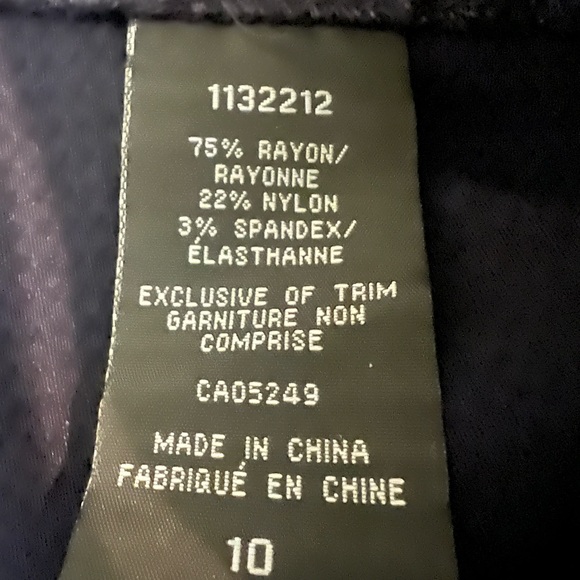 1132212
75% RAYON/
RAYONNE
22% NYLON
3% SPANDEX/
ÉLASTHANNE
EXCLUSIVE OF TRIM
GARNITURE NON
COMPRISE
CA05249
MADE IN CHINA
FABRIQUÉ EN CHINE
10